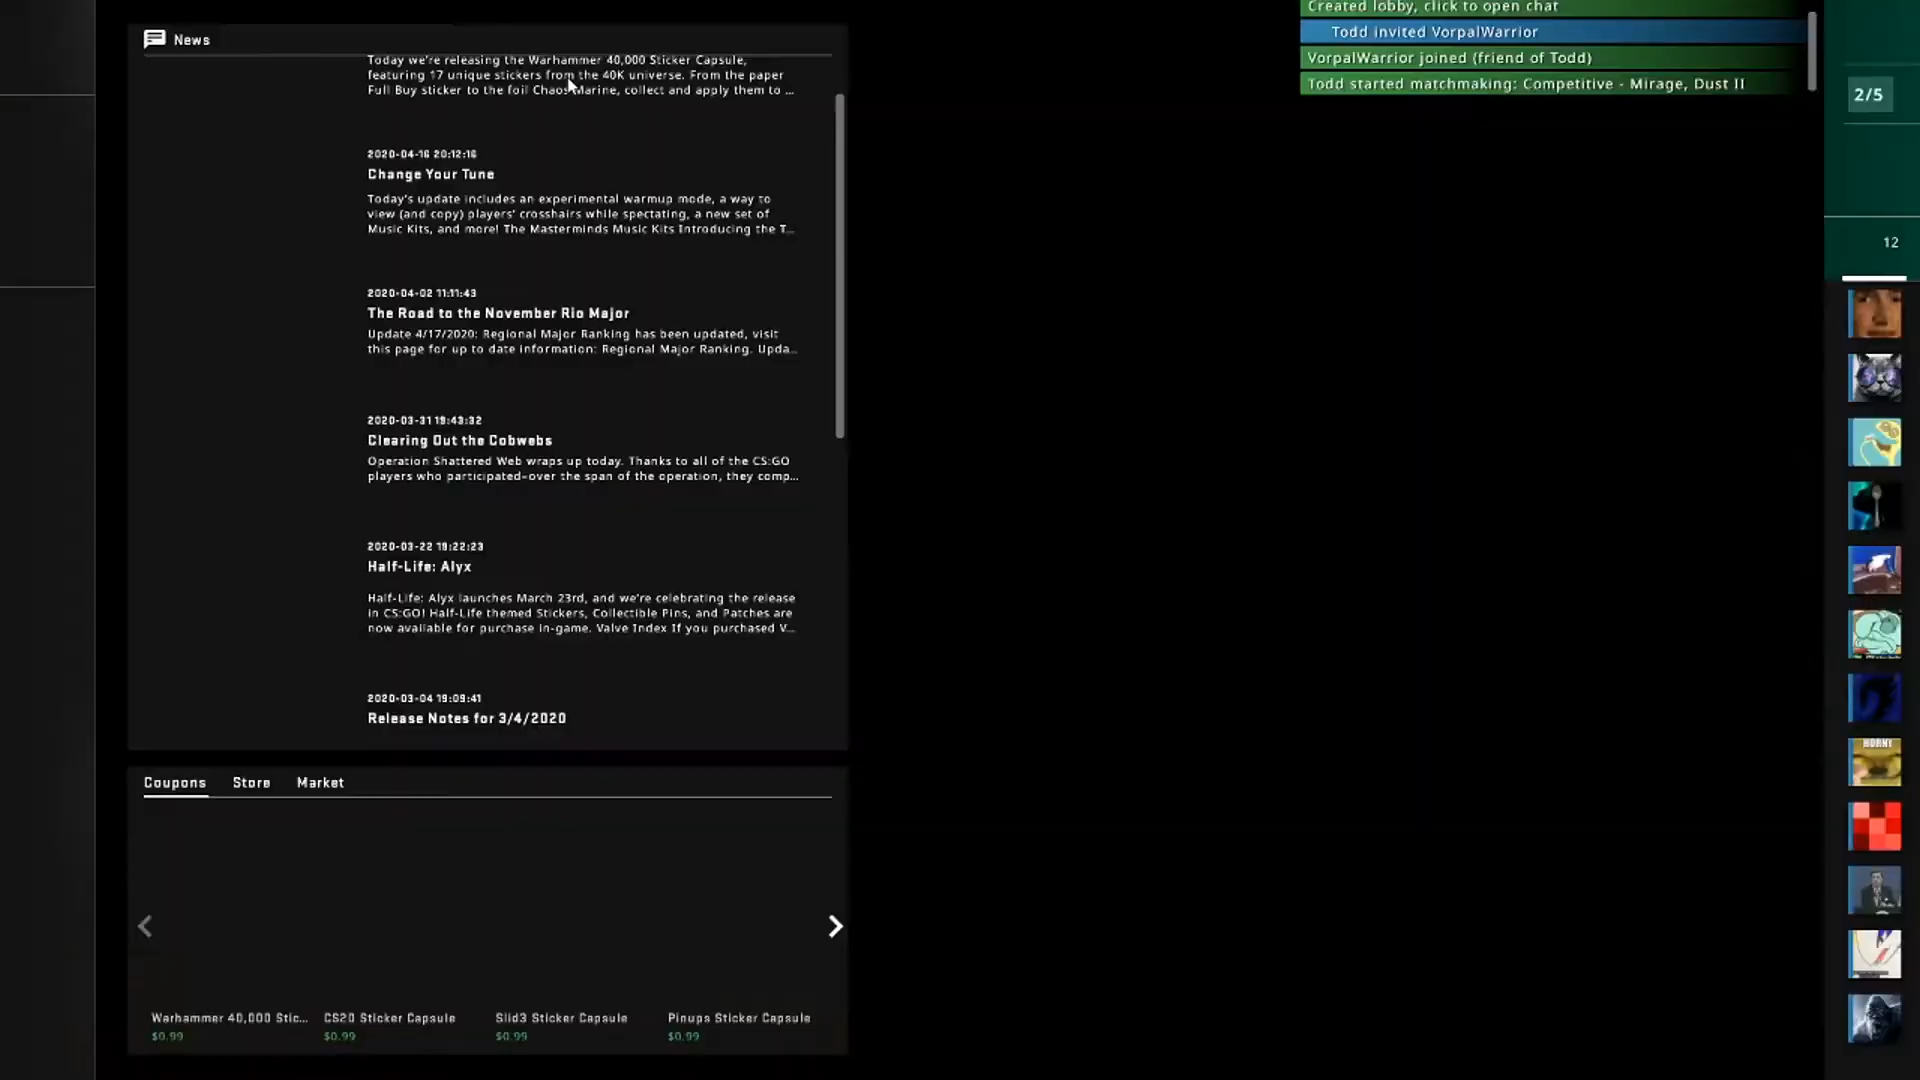 News
Today we're releasing the Warhammer 40,000 Sticker Capsule,
featuring 17 unique stickers from the 40K universe. From the paper
Full Buy sticker to the foil Chaos Marine, collect and apply them to ...
2020-04-16 20:12:16
Change Your Tune
Today's update includes an experimental warmup mode, a way to
view (and copy) players' crosshairs while spectating, a new set of
Music Kits, and more! The Masterminds Music Kits Introducing the T...
2020-04-02 11:11:43
The Road to the November Rio Major
Update 4/17/2020: Regional Major Ranking has been updated, visit
this page for up to date information: Regional Major Ranking. Upda...
2020-03-31 19:43:32
Clearing Out the Cobwebs
Operation Shattered Web wraps up today. Thanks to all of the CS:GO
players who participated–over the span of the operation, they comp...
2020-03-22 19:22:23
Half-Life: Alyx
Half-Life: Alyx launches March 23rd, and we're celebrating the release
in CS:GO! Half-Life themed Stickers, Collectible Pins, and Patches are
now available for purchase in-game. Valve Index If you purchased V...
2020-03-04 19:09:41
Release Notes for 3/4/2020
Coupons Store Market
Warhammer 40,000 Stic... CS20 Sticker Capsule Slid3 Sticker Capsule Pinups Sticker Capsule
$0.99 $0.99 $0.99 $0.99
Created lobby, click to open chat
Todd invited VorpalWarrior
VorpalWarrior joined (friend of Todd)
Todd started matchmaking: Competitive - Mirage, Dust II
2/5
12
HORNY